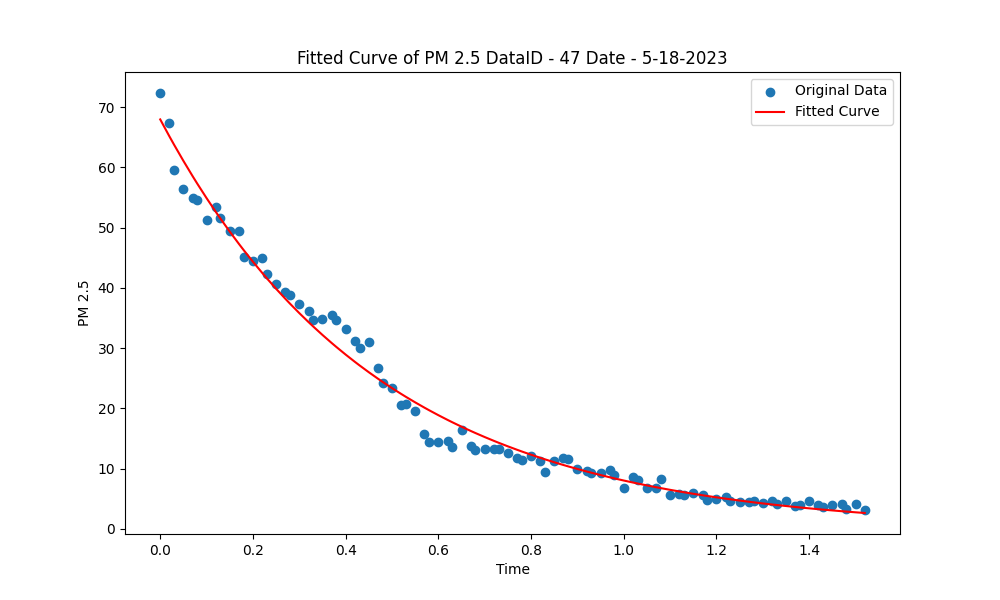 Fitted Curve of PM 2.5 DataID - 47 Date - 5-18-2023
Original Data
Fitted Curve
PM 2.5
70
60
50
40
30
20
10
0
0.0 0.2 0.4 0.6 0.8 1.0 1.2 1.4
Time